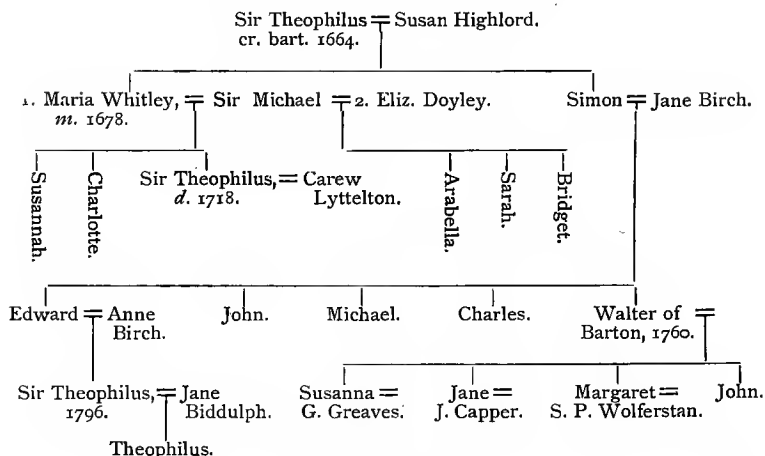 Sir Theophilus = Susan Highlord.
cr. bart. 1664.
1. Maria Whitley, = Sir Michael = 2. Eliz. Doyley. Simon = Jane Birch.
m. 1678.
Susannah. Charlotte. Sir Theophilus, = Carew Arabella. Sarah. Bridget.
d. 1718. Lyttelton.
Edward = Anne John. Michael. Charles. Walter of =
Birch. Barton, 1760.
Sir Theophilus, = Jane Susanna = Jane = Margaret = John.
1796. Biddulph. G. Greaves. J. Capper. S. P. Wolferstan.
Theophilus.